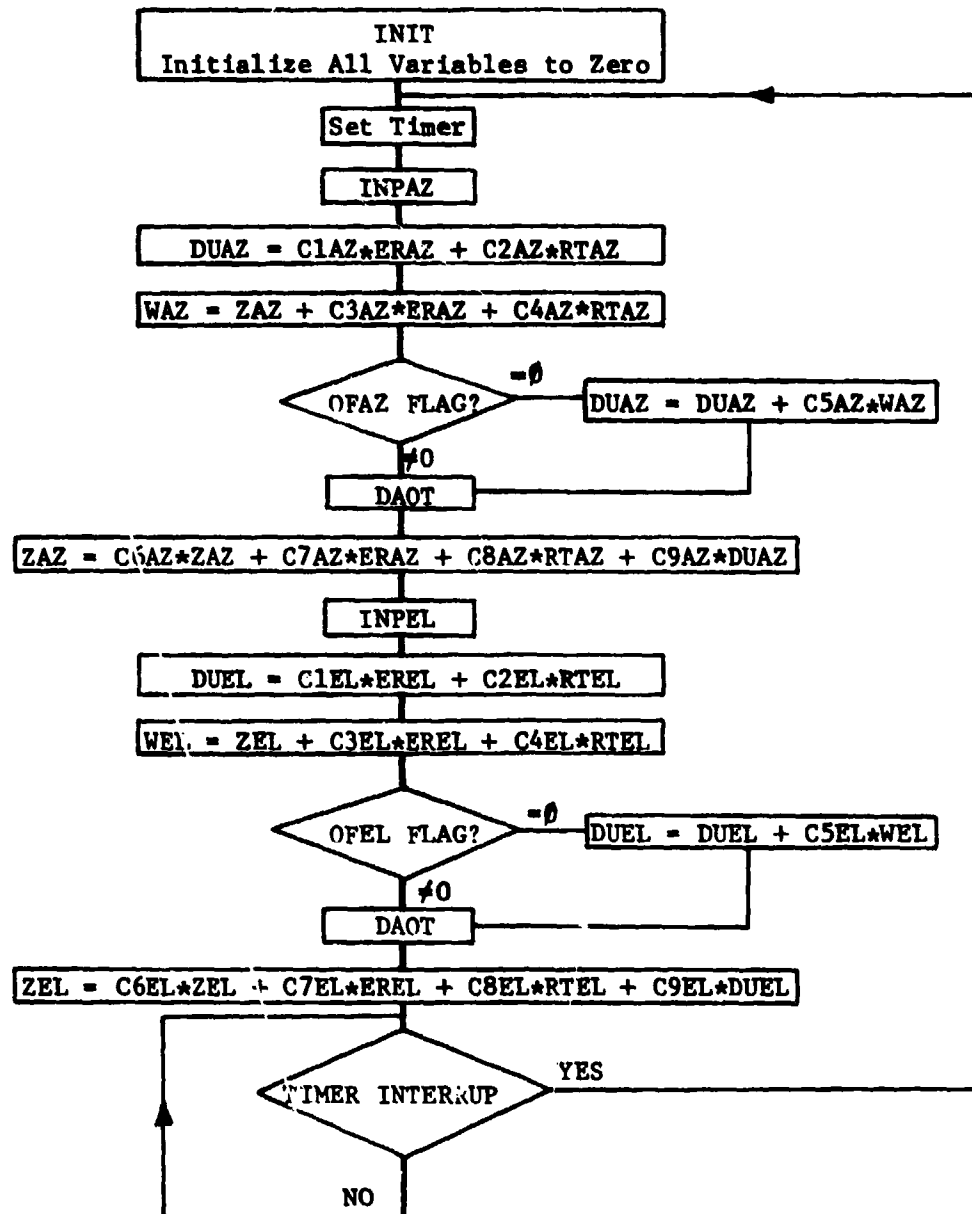 INIT
Initialize All Variables to Zero
Set Timer
INPAZ
DUAZ = C1AZ*ERAZ + C2AZ*RTAZ
WAZ = ZAZ + C3AZ*ERAZ + C4AZ*RTAZ
OFAZ FLAG?
=Ø
DUAZ = DUAZ + C5AZ*WAZ
≠0
DAOT
ZAZ = C6AZ*ZAZ + C7AZ*ERAZ + C8AZ*RTAZ + C9AZ*DUAZ
INPEL
DUEL = C1EL*EREL + C2EL*RTEL
WEL = ZEL + C3EL*EREL + C4EL*RTEL
OFEL FLAG?
=Ø
DUEL = DUEL + C5EL*WEL
≠0
DAOT
ZEL = C6EL*ZEL + C7EL*EREL + C8EL*RTEL + C9EL*DUEL
TIMER INTERRUP
YES
NO